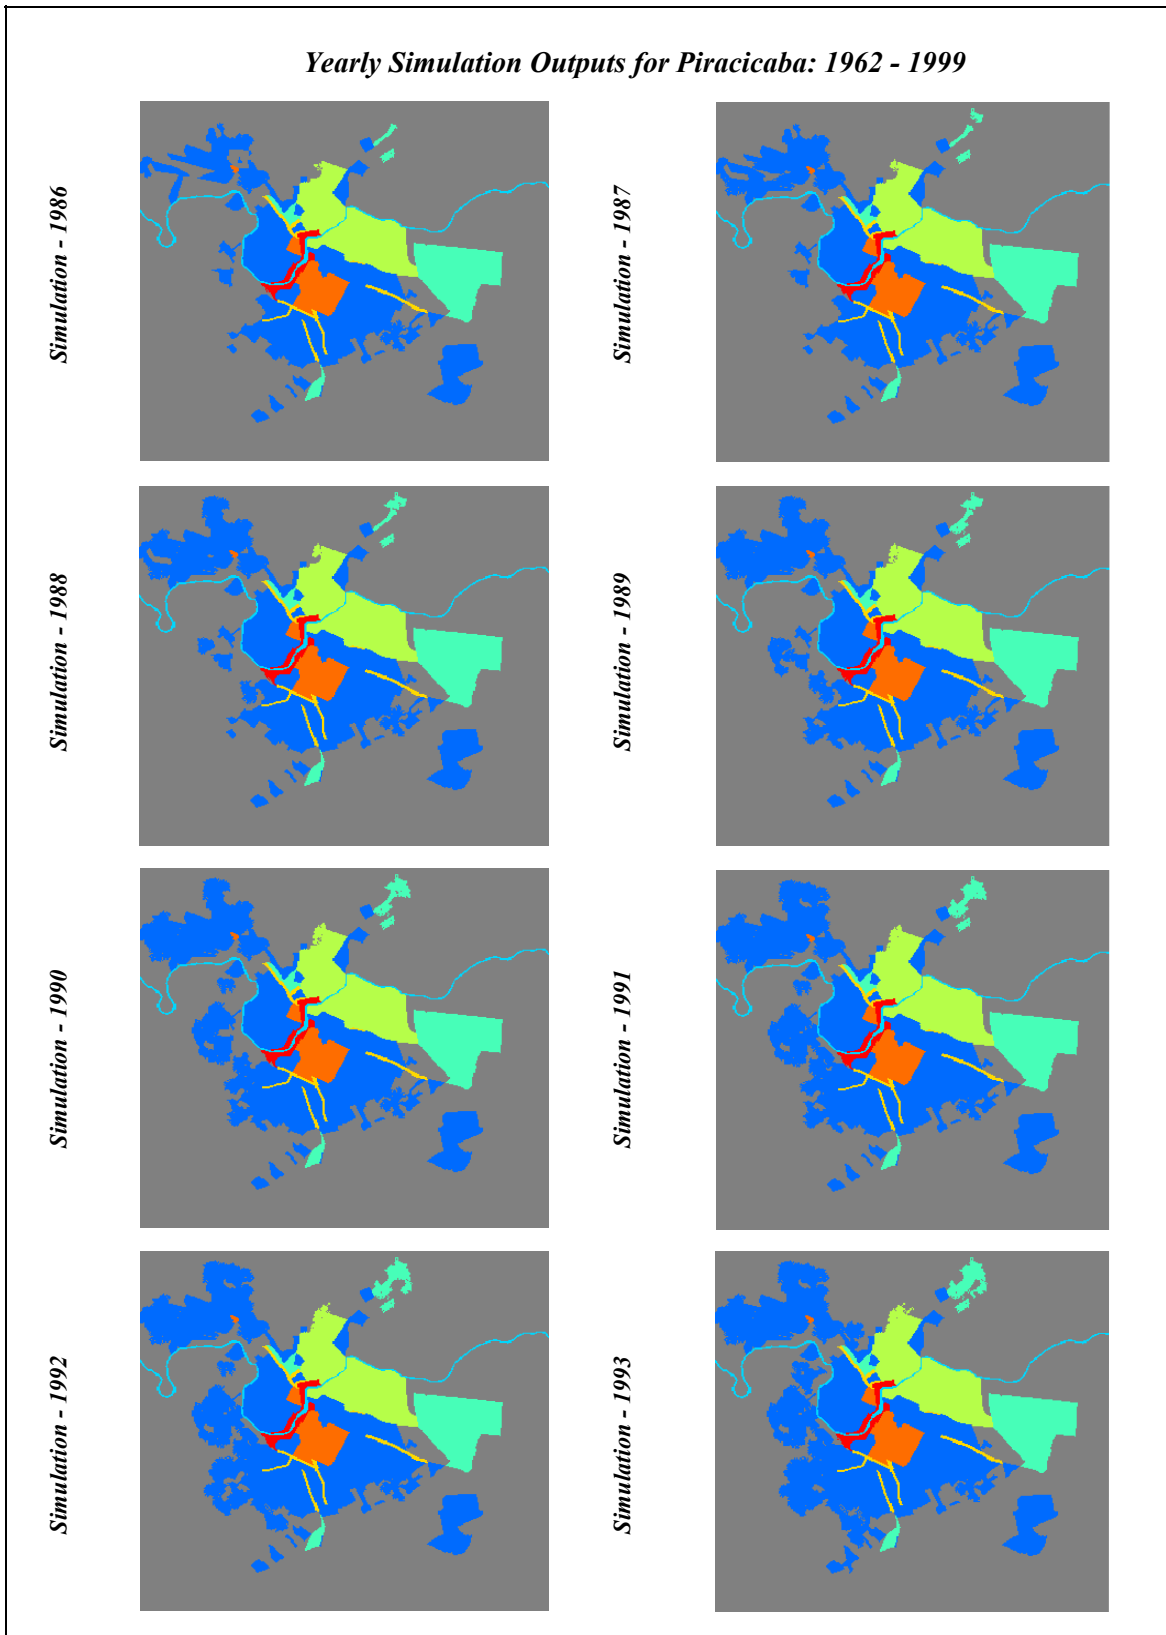 Yearly Simulation Outputs for Piracicaba: 1962 - 1999
Simulation - 1986
Simulation - 1987
Simulation - 1988
Simulation - 1989
Simulation - 1990
Simulation - 1991
Simulation - 1992
Simulation - 1993